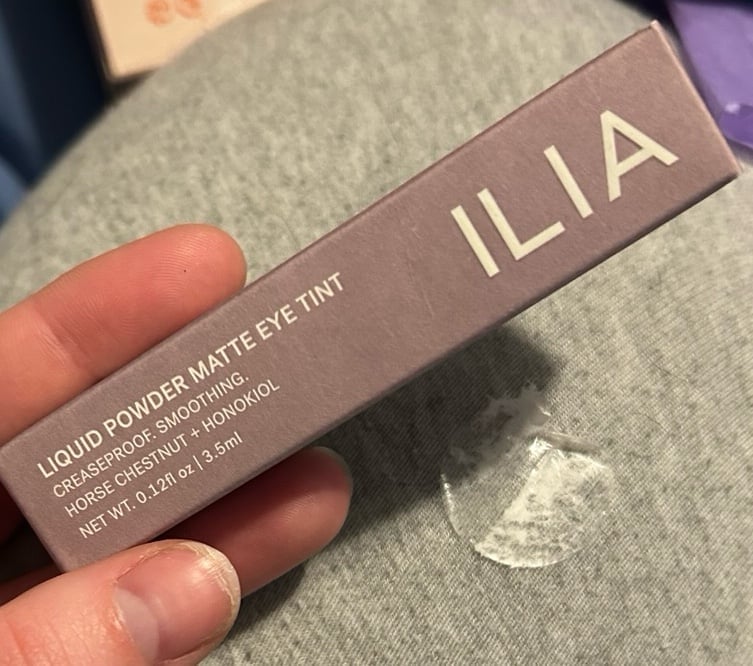 ILIA
LIQUID POWDER MATTE EYE TINT
CREASEPROOF. SMOOTHING.
HORSE CHESTNUT + HONOKIOL
NET WT. 0.12fl oz | 3.5ml